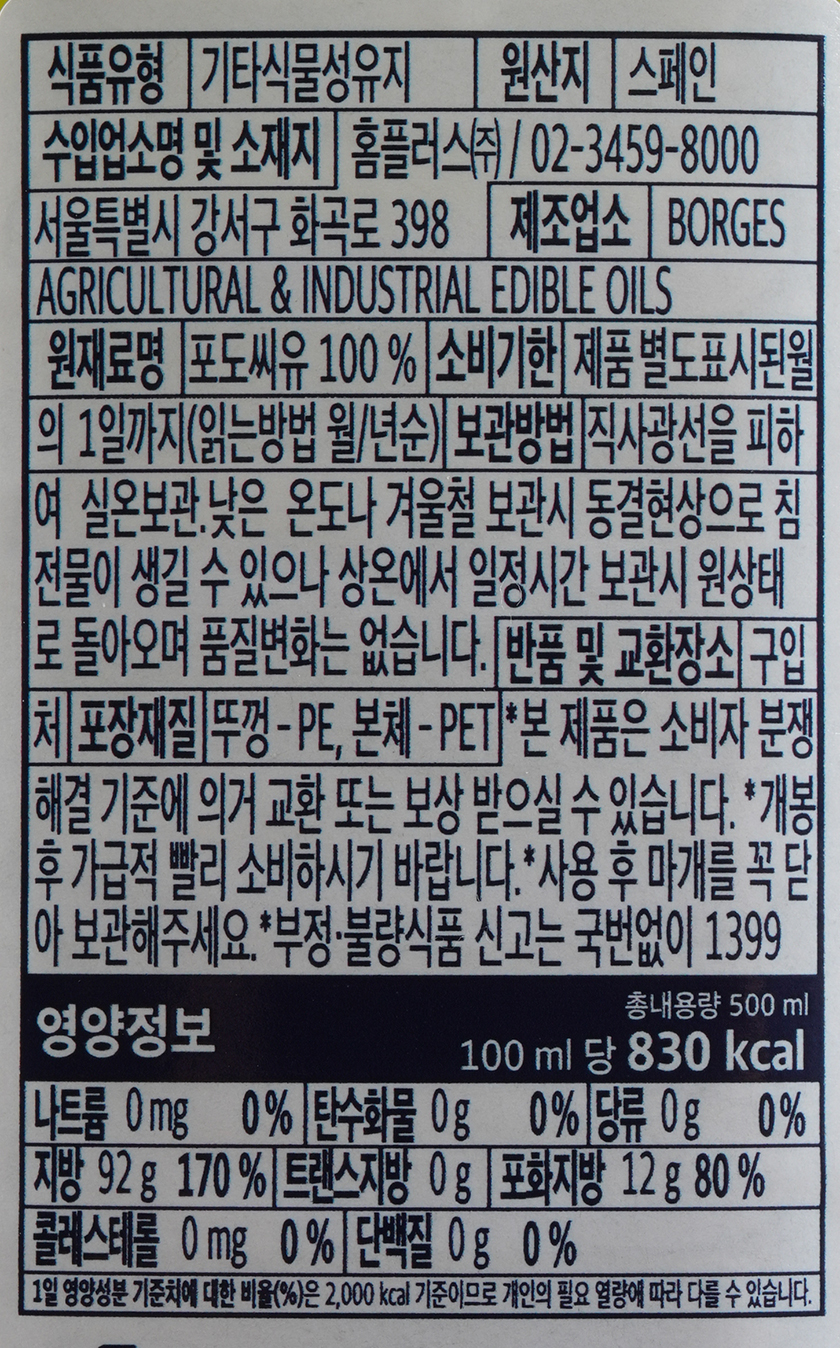 식품유형 기타식물성유지 원산지 스페인
수입업소명 및 소재지 홈플러스㈜ / 02-3459-8000
서울특별시 강서구 화곡로 398 제조업소 BORGES
AGRICULTURAL & INDUSTRIAL EDIBLE OILS
원재료명 포도씨유 100 % 소비기한 제품 별도표시된월
의 1일까지(읽는방법 월/년순) 보관방법 직사광선을 피하
여 실온보관.낮은 온도나 겨울철 보관시 동결현상으로 침
전물이 생길 수 있으나 상온에서 일정시간 보관시 원상태
로 돌아오며 품질변화는 없습니다. 반품 및 교환장소 구입
처 포장재질 뚜껑 - PE, 본체 - PET *본 제품은 소비자 분쟁
해결 기준에 의거 교환 또는 보상 받으실 수 있습니다. *개봉
후 가급적 빨리 소비하시기 바랍니다.*사용 후 마개를 꼭 닫
아 보관해주세요. *부정·불량식품 신고는 국번없이 1399
총내용량 500 ml
영양정보 100 ml 당 830 kcal
나트륨 0 mg 0 % 탄수화물 0 g 0% 당류 0 g 0%
지방 92 g 170 % 트랜스지방 0 g 포화지방 12 g 80 %
콜레스테롤 0 mg 0 % 단백질 0 g 0 %
1일 영양성분 기준치에 대한 비율(%)은 2,000 kcal 기준이므로 개인의 필요 열량에 따라 다를 수 있습니다.